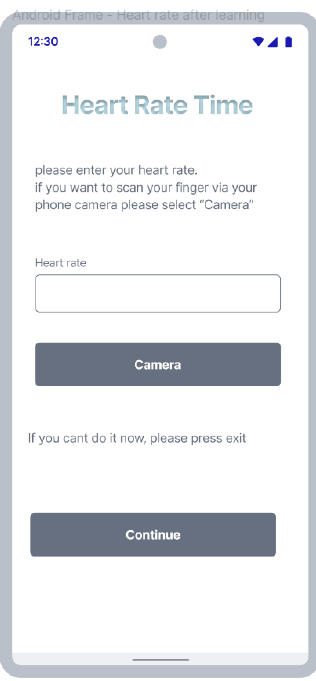 Android Frame - Heart rate after learning
12:30
Heart Rate Time
please enter your heart rate.
if you want to scan your finger via your
phone camera please select “Camera”
Heart rate
Camera
If you cant do it now, please press exit
Continue